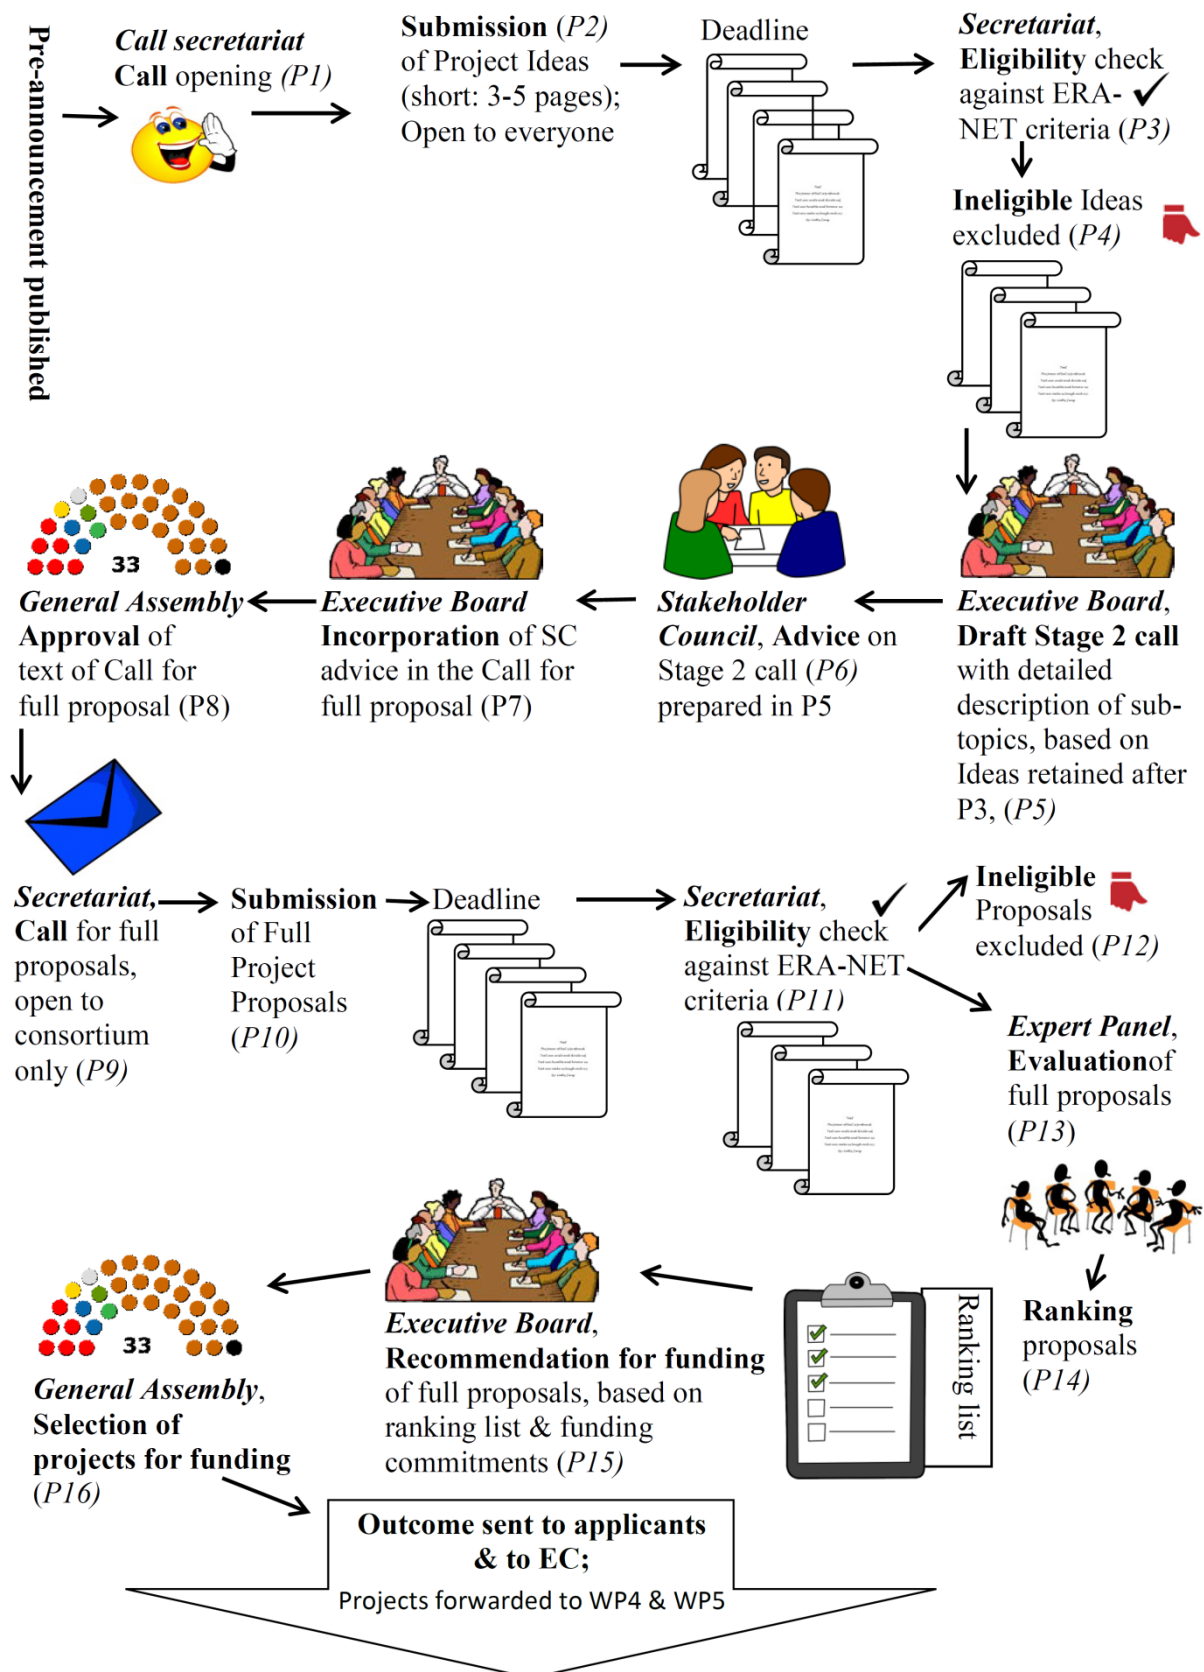 Pre-announcement published
Call secretariat
Call opening (P1)
Submission (P2)
of Project Ideas
(short: 3-5 pages);
Open to everyone
Deadline
Secretariat,
Eligibility check
against ERA-
NET criteria (P3)
Ineligible Ideas
excluded (P4)
33
General Assembly
Approval of
text of Call for
full proposal (P8)
Executive Board
Incorporation of SC
advice in the Call for
full proposal (P7)
Stakeholder
Council, Advice on
Stage 2 call (P6)
prepared in P5
Executive Board,
Draft Stage 2 call
with detailed
description of sub-
topics, based on
Ideas retained after
P3, (P5)
Secretariat,
Call for full
proposals,
open to
consortium
only (P9)
Submission
of Full
Project
Proposals
(P10)
Deadline
Secretariat,
Eligibility check
against ERA-NET
criteria (P11)
Ineligible
Proposals
excluded (P12)
Expert Panel,
Evaluationof
full proposals
(P13)
Ranking
proposals
(P14)
Ranking list
Executive Board,
Recommendation for funding
of full proposals, based on
ranking list & funding
commitments (P15)
33
General Assembly,
Selection of
projects for funding
(P16)
Outcome sent to applicants
& to EC;
Projects forwarded to WP4 & WP5